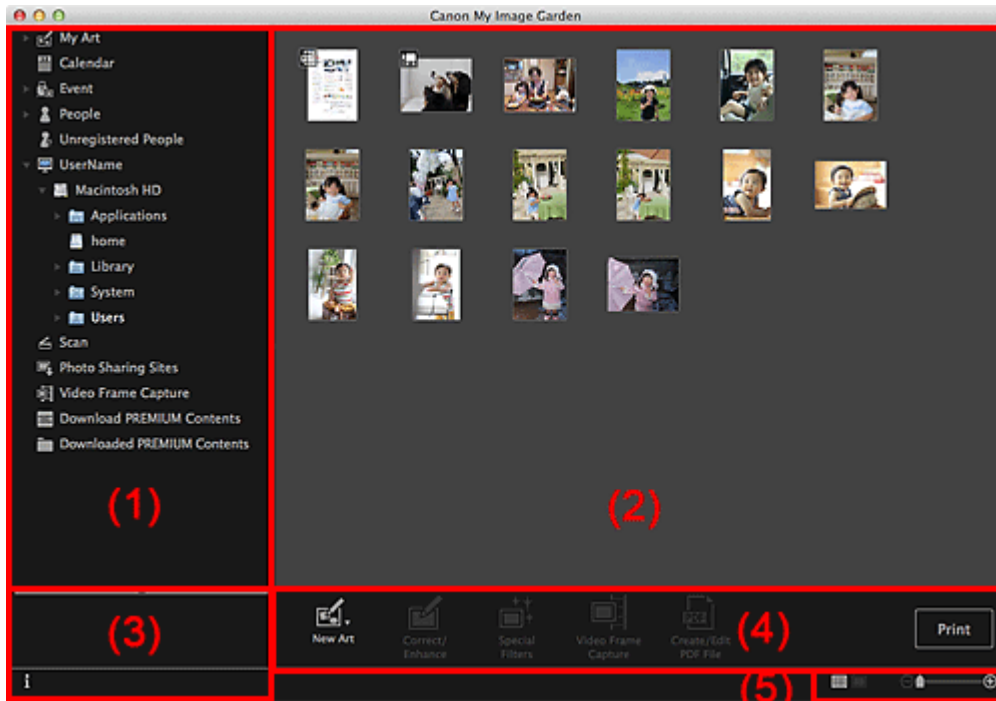 Canon My Image Garden
My Art
Calendar
Event
People
Unregistered People
UserName
Macintosh HD
Applications
home
Library
System
Users
Scan
Photo Sharing Sites
Video Frame Capture
Download PREMIUM Contents
Downloaded PREMIUM Contents
(1)
(2)
(3)
New Art
Correct/
Enhance
Special
Filters
Video Frame
Capture
Create/Edit
PDF File
(4)
Print
(5)